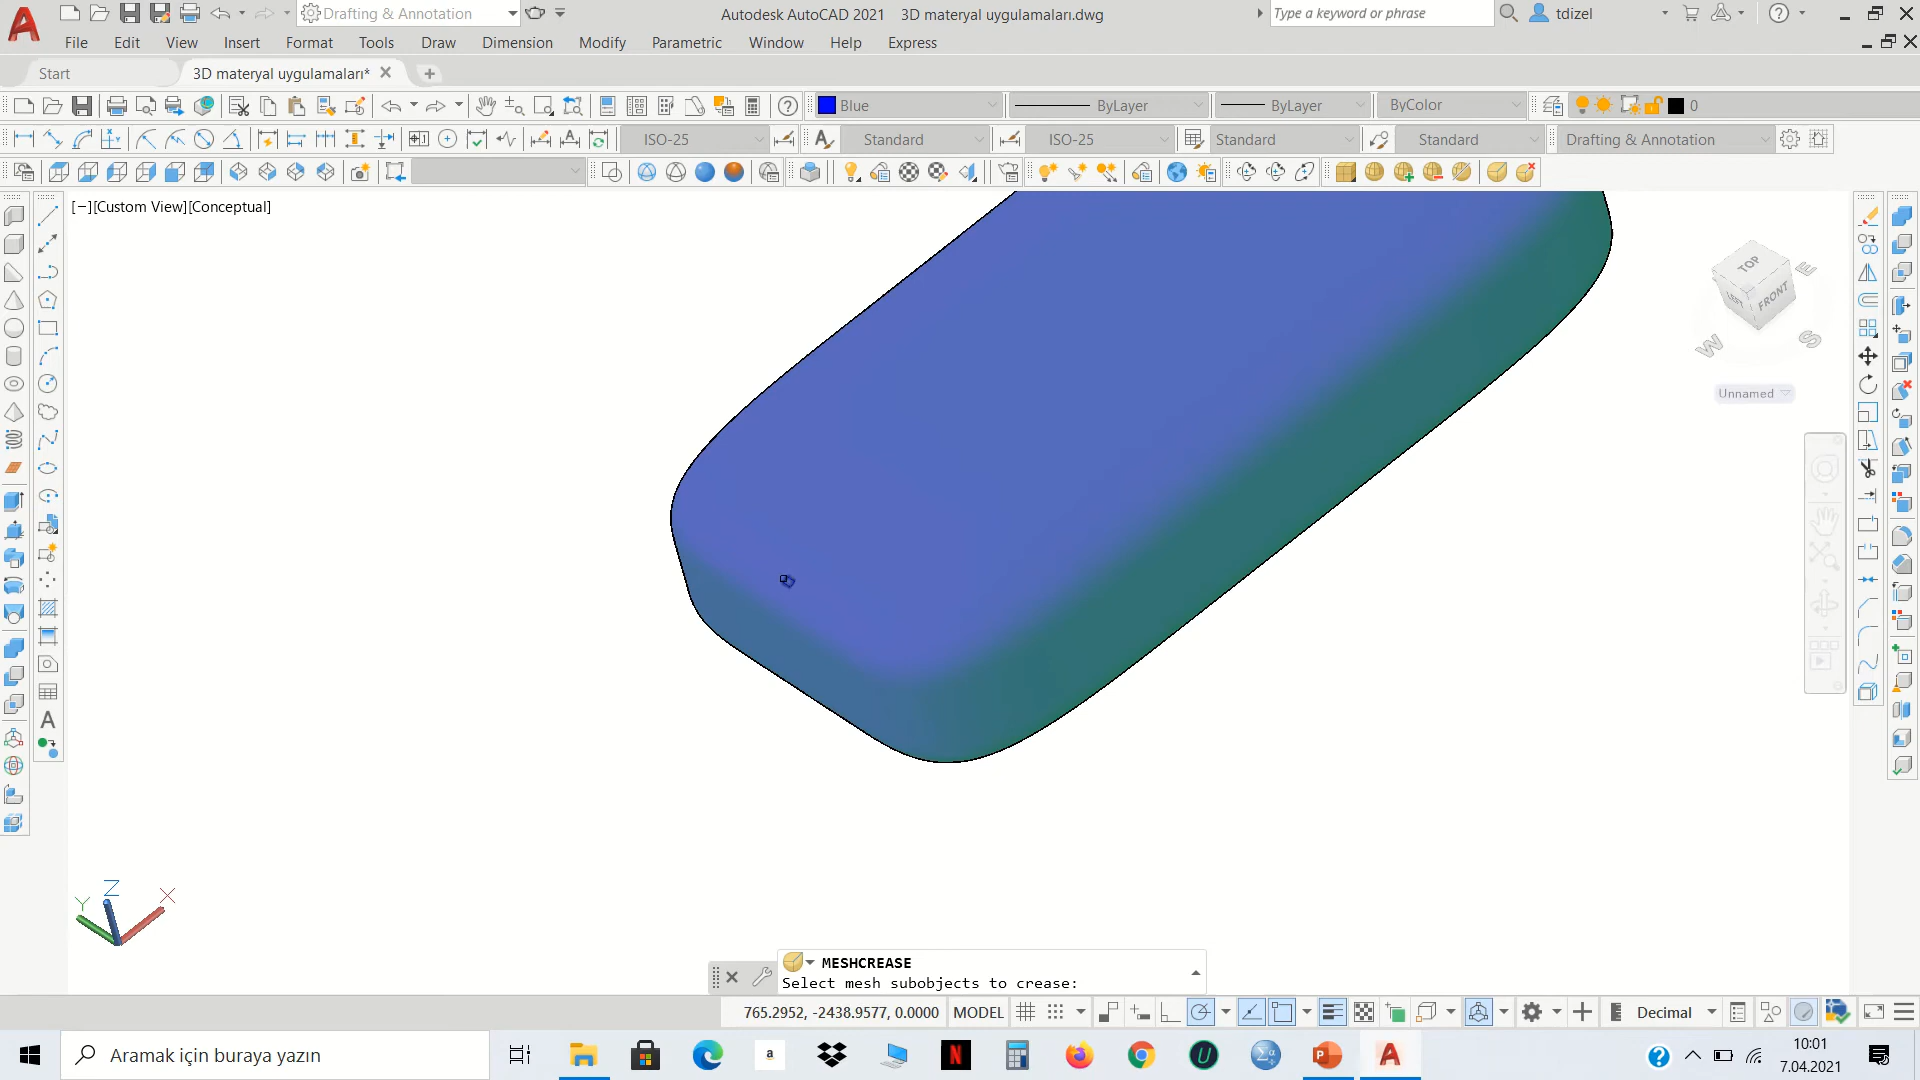 Drafting & Annotation
Autodesk AutoCAD 2021 3D materyal uygulamaları.dwg
Type a keyword or phrase
tdizel
File Edit View Insert Format Tools Draw Dimension Modify Parametric Window Help Express
Start
3D materyal uygulamaları*
Blue
ByLayer
ByLayer
ByColor
0
ISO-25
Standard
ISO-25
Standard
Standard
Drafting & Annotation
[−][Custom View][Conceptual]
TOP
LEFT
FRONT
E
W
S
Unnamed
A
Z
Y
X
MESHCREASE
Select mesh subobjects to crease:
765.2952, -2438.9577, 0.0000 MODEL
Decimal
Aramak için buraya yazın
10:01
7.04.2021